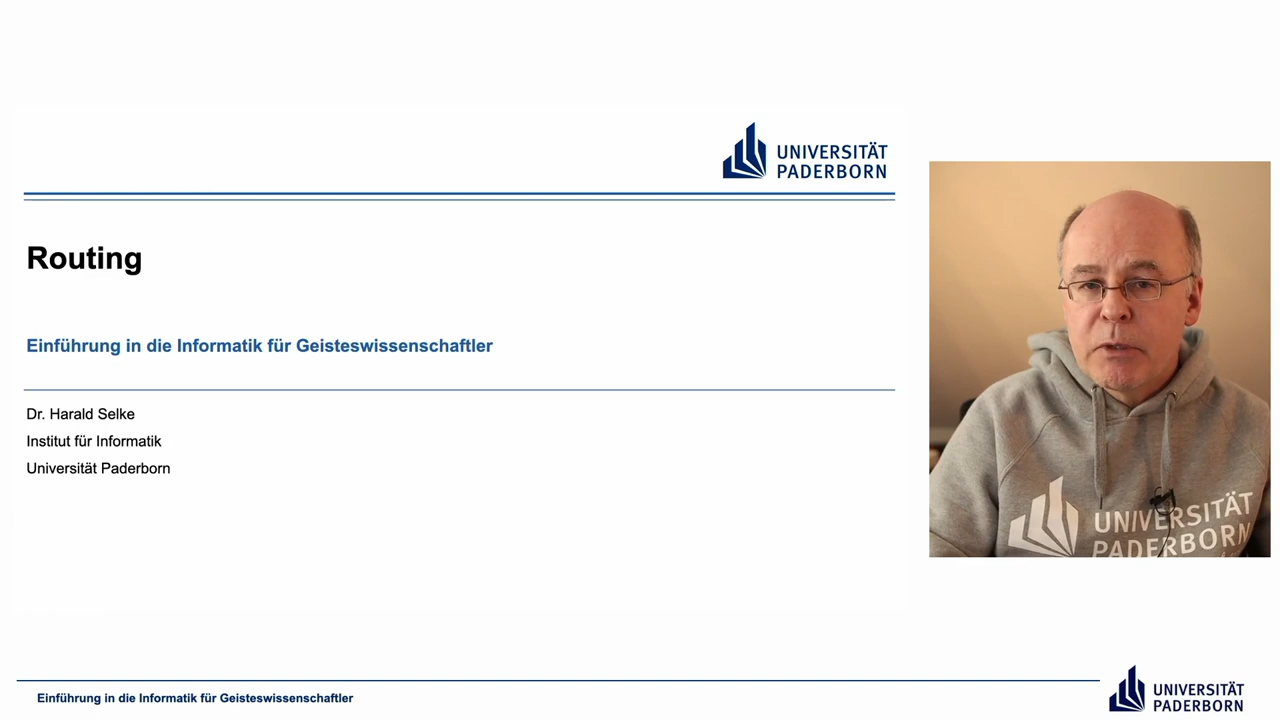 UNIVERSITÄT
PADERBORN
Routing
Einführung in die Informatik für Geisteswissenschaftler
Dr. Harald Selke
Institut für Informatik
Universität Paderborn
UNIVERSITÄT
PADERBORN
Einführung in die Informatik für Geisteswissenschaftler
UNIVERSITÄT
PADERBORN